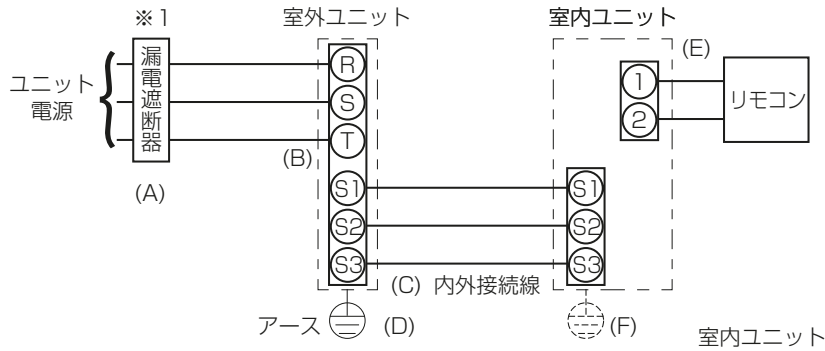 ※1
室外ユニット
室内ユニット
ユニット
電源
漏電遮断器
(A)
R
S
T
(B)
S1
S2
S3
(C) 内外接続線
アース
(D)
1
2
(E)
リモコン
S1
S2
S3
(F)
室内ユニット